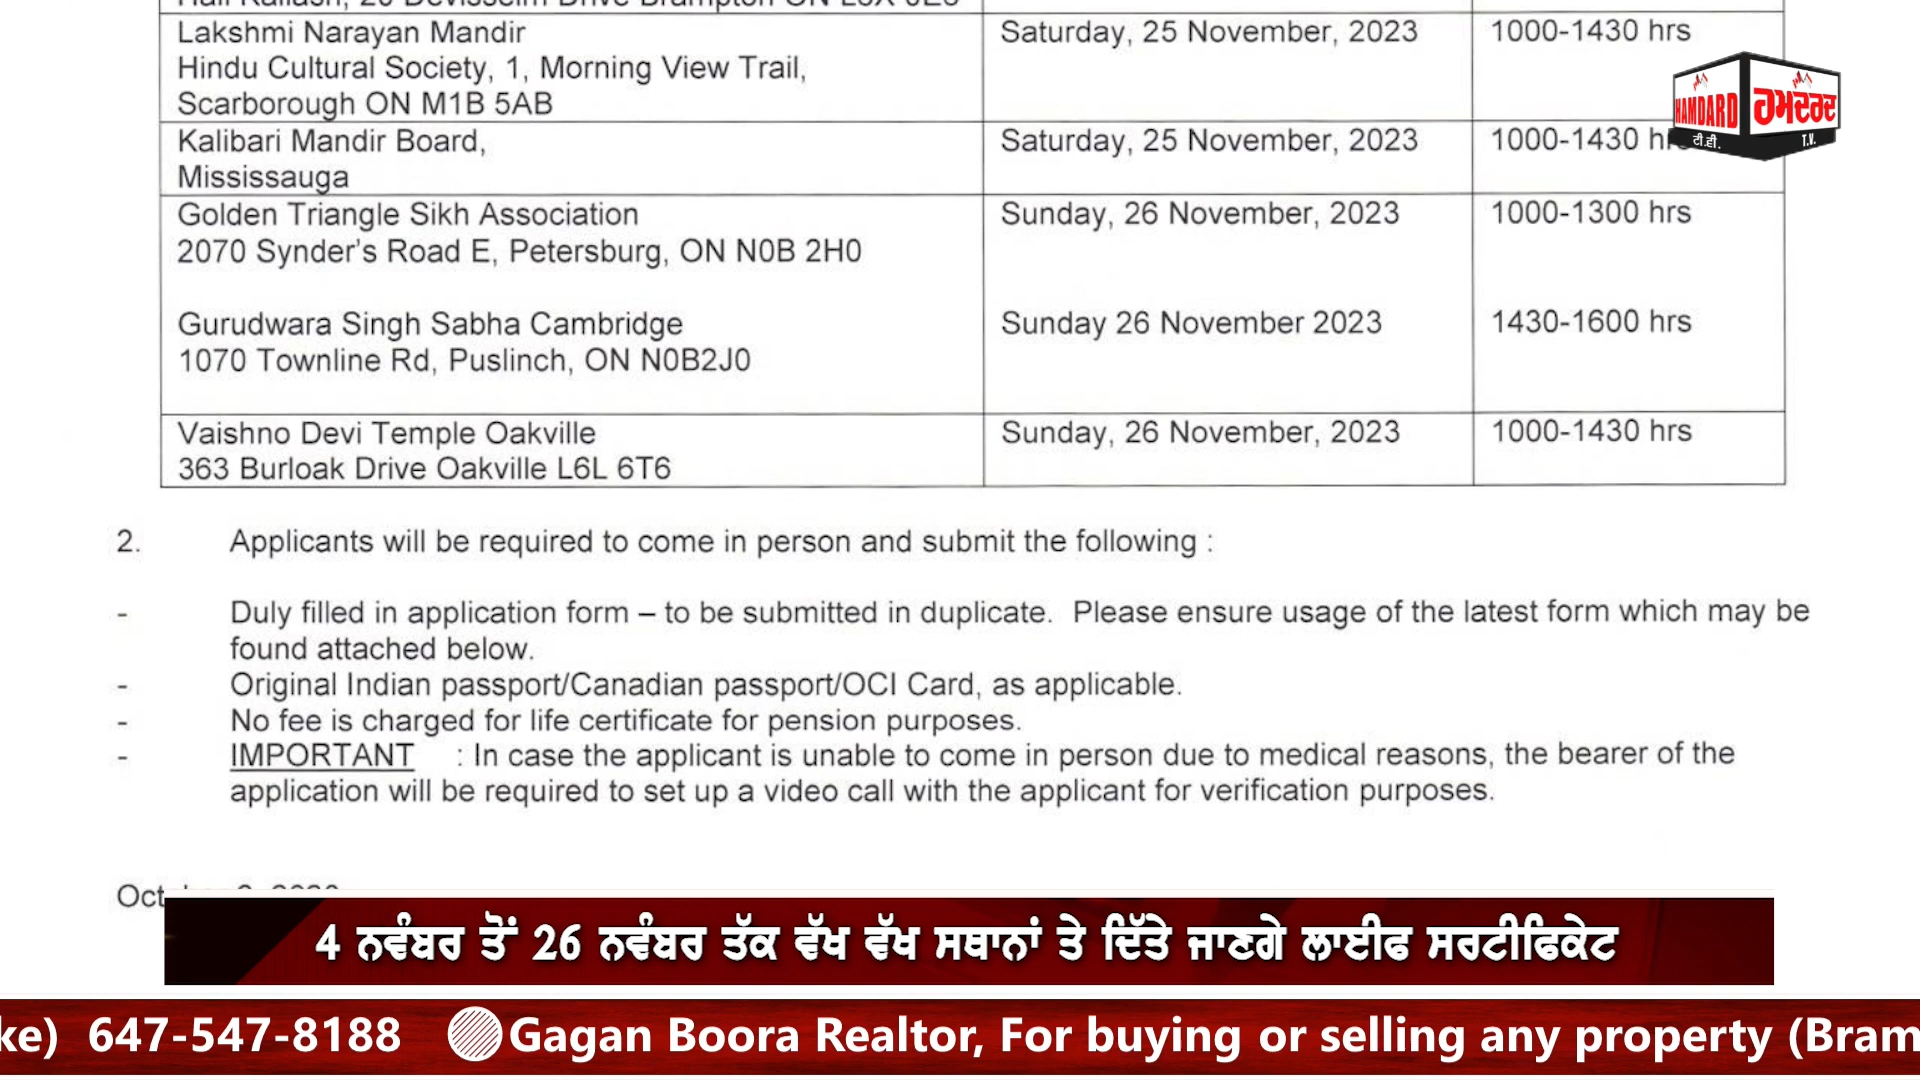 Lakshmi Narayan Mandir Saturday, 25 November, 2023 1000-1430 hrs
Hindu Cultural Society, 1, Morning View Trail,
Scarborough ON M1B 5AB
HAMDARD ਹਮਦਰਦ
ਟੀ.ਵੀ. T.V.
Kalibari Mandir Board, Saturday, 25 November, 2023 1000-1430
Mississauga
Golden Triangle Sikh Association Sunday, 26 November, 2023 1000-1300 hrs
2070 Synder's Road E, Petersburg, ON N0B 2H0
Gurudwara Singh Sabha Cambridge Sunday 26 November 2023 1430-1600 hrs
1070 Townline Rd, Puslinch, ON N0B2J0
Vaishno Devi Temple Oakville Sunday, 26 November, 2023 1000-1430 hrs
363 Burloak Drive Oakville L6L 6T6
2. Applicants will be required to come in person and submit the following :
- Duly filled in application form – to be submitted in duplicate. Please ensure usage of the latest form which may be
found attached below.
- Original Indian passport/Canadian passport/OCI Card, as applicable.
- No fee is charged for life certificate for pension purposes.
- IMPORTANT : In case the applicant is unable to come in person due to medical reasons, the bearer of the
application will be required to set up a video call with the applicant for verification purposes.
Oct
4 ਨਵੰਬਰ ਤੋਂ 26 ਨਵੰਬਰ ਤੱਕ ਵੱਖ ਵੱਖ ਸਥਾਨਾਂ ਤੇ ਦਿੱਤੇ ਜਾਣਗੇ ਲਾਈਫ ਸਰਟੀਫਿਕੇਟ
ke) 647-547-8188 Gagan Boora Realtor, For buying or selling any property (Bram